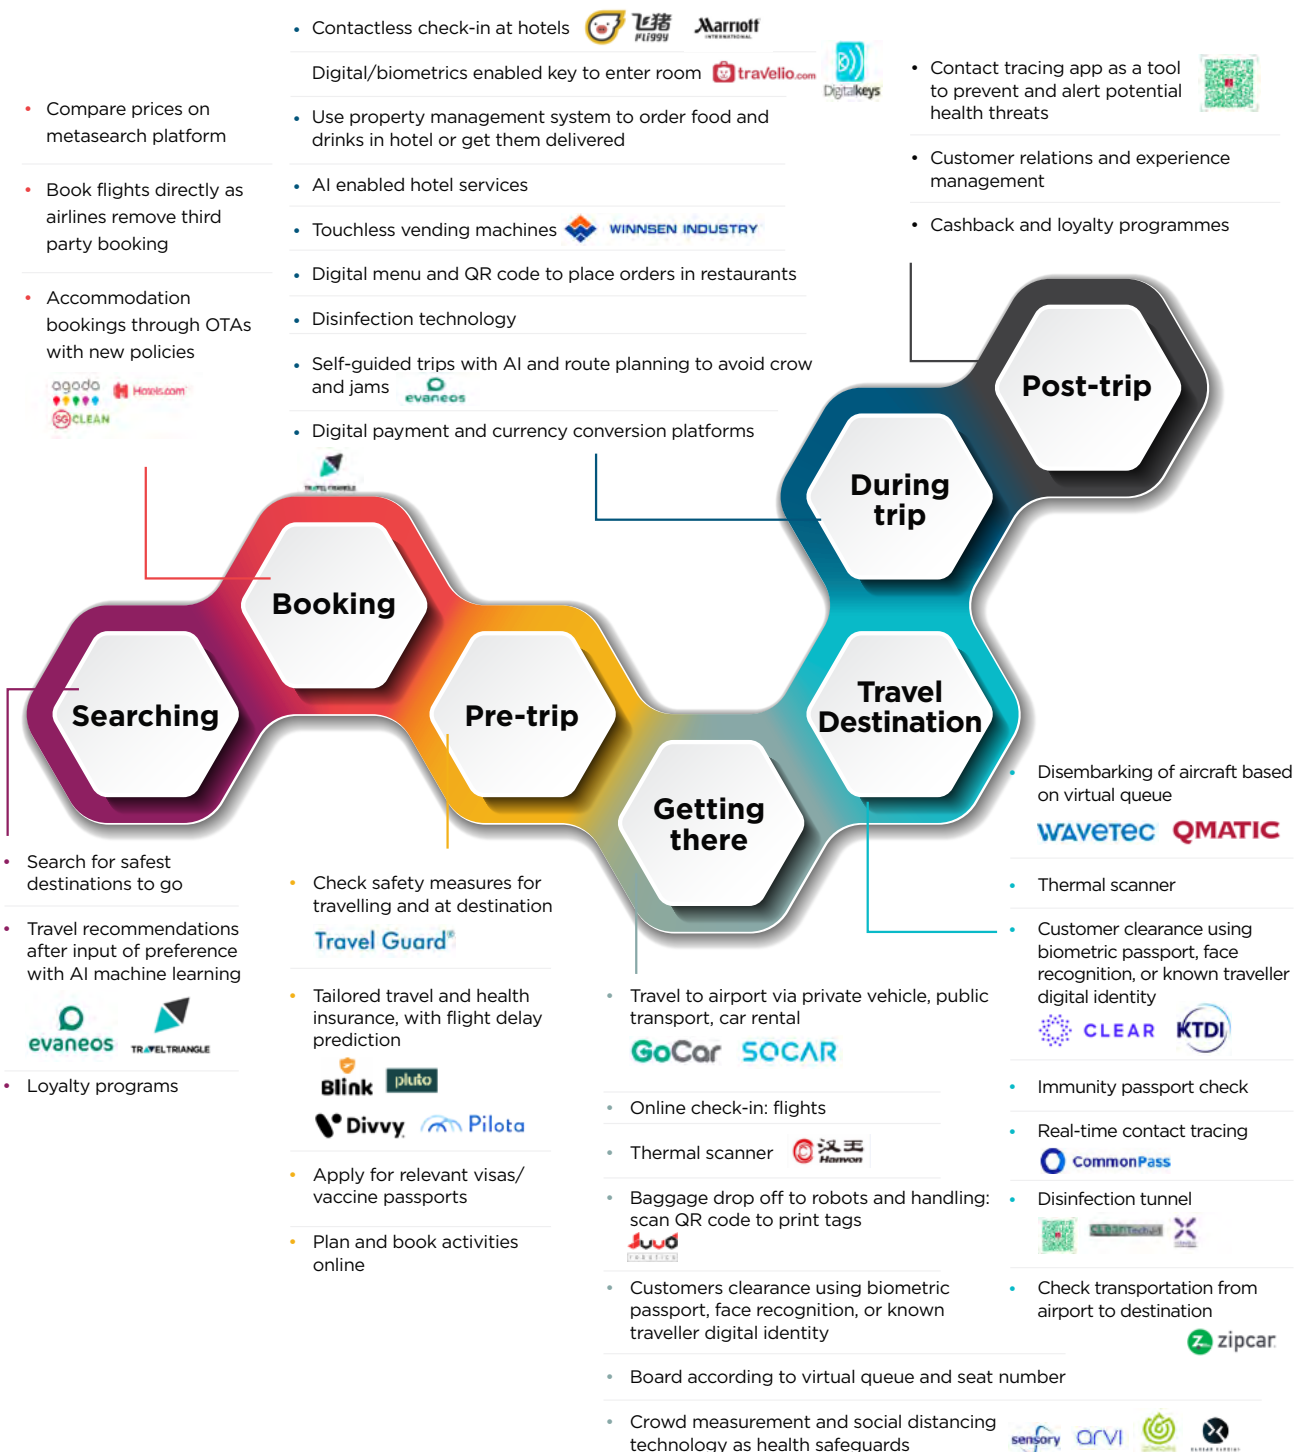 • Compare prices on
metasearch platform
• Book flights directly as
airlines remove third
party booking
• Accommodation
bookings through OTAs
with new policies
agoda
Hotels.com
SG CLEAN
• Contactless check-in at hotels
飞猪
Fliggy
Marriott
INTERNATIONAL
Digital/biometrics enabled key to enter room
travelio.com
Digitalkeys
• Use property management system to order food and
drinks in hotel or get them delivered
• AI enabled hotel services
• Touchless vending machines
WINNSEN INDUSTRY
• Digital menu and QR code to place orders in restaurants
• Disinfection technology
• Self-guided trips with AI and route planning to avoid crow
and jams
evaneos
• Digital payment and currency conversion platforms
TRAVEL TRIANGLE
• Contact tracing app as a tool
to prevent and alert potential
health threats
• Customer relations and experience
management
• Cashback and loyalty programmes
Post-trip
During
trip
Booking
Searching
Pre-trip
Travel
Destination
Getting
there
• Search for safest
destinations to go
• Travel recommendations
after input of preference
with AI machine learning
evaneos
TRAVELTRIANGLE
• Loyalty programs
• Check safety measures for
travelling and at destination
Travel Guard®
• Tailored travel and health
insurance, with flight delay
prediction
Blink
pluto
Divvy
Pilota
• Apply for relevant visas/
vaccine passports
• Plan and book activities
online
• Travel to airport via private vehicle, public
transport, car rental
GoCar
SOCAR
• Online check-in: flights
• Thermal scanner
汉王
Hanvon
• Baggage drop off to robots and handling:
scan QR code to print tags
ROBOTICS
• Customers clearance using biometric
passport, face recognition, or known
traveller digital identity
• Board according to virtual queue and seat number
• Crowd measurement and social distancing
technology as health safeguards
sensory
arvi
• Disembarking of aircraft based
on virtual queue
WAVETEC
QMATIC
• Thermal scanner
• Customer clearance using
biometric passport, face
recognition, or known traveller
digital identity
CLEAR
KTDI
• Immunity passport check
• Real-time contact tracing
CommonPass
• Disinfection tunnel
• Check transportation from
airport to destination
zipcar